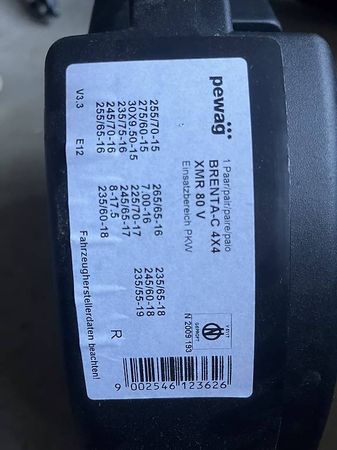 pewag
1 Paar/pair/paire/paio
BRENTA-C 4X4
XMR 80 V
Einsatzbereich PKW
VERIF
GEPRÜFT
N 2009 193
255/70-15 265/65-16 235/65-18
275/60-15 7.00-16 245/60-18
30X9.50-15 225/70-17 235/55-19
235/75-16 245/65-17
245/70-16 8-17,5
255/65-16 235/60-18
R
V3.3 E12 Fahrzeugherstellerdaten beachten!
9 002546 123626